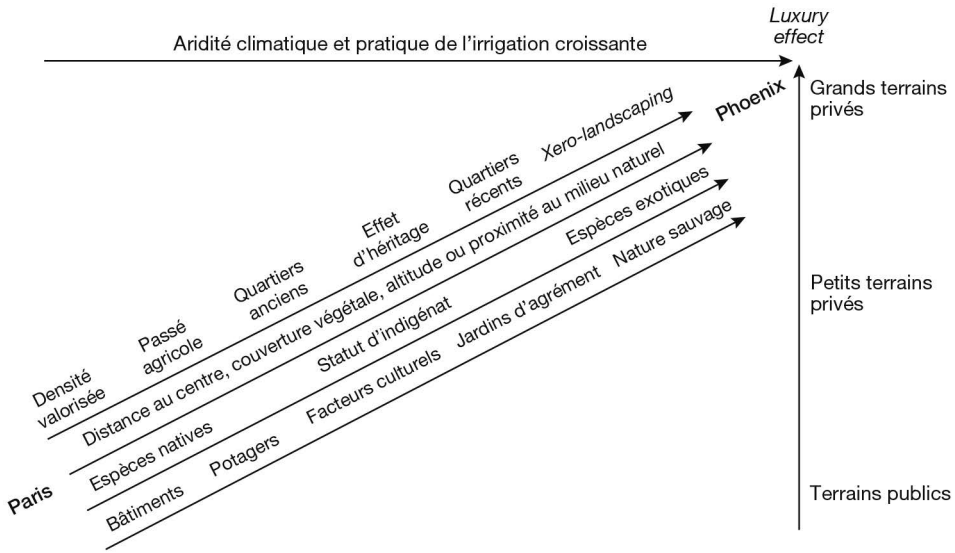 Luxury
effect
Aridité climatique et pratique de l'irrigation croissante
Grands terrains
privés
Petits terrains
privés
Terrains publics
Paris
Phoenix
Densité
valorisée
Passé
agricole
Quartiers
anciens
Effet
d'héritage
Quartiers
récents
Xero-landscaping
Distance au centre, couverture végétale, altitude ou proximité au milieu naturel
Espèces natives
Statut d'indigénat
Espèces exotiques
Bâtiments
Potagers
Facteurs culturels
Jardins d'agrément
Nature sauvage